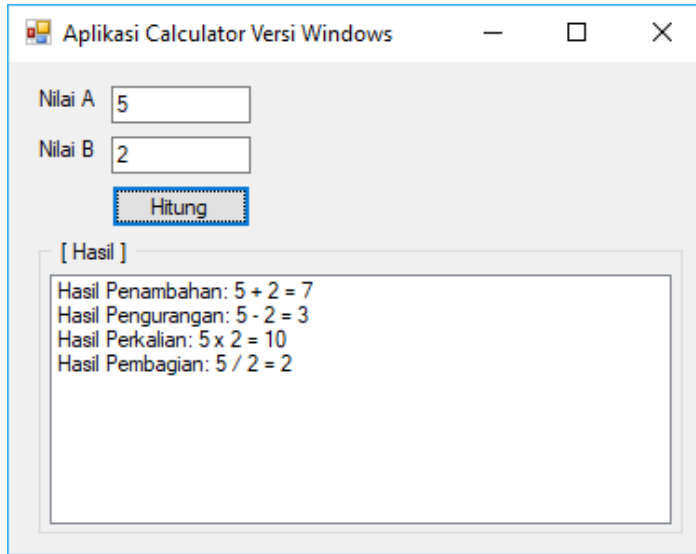 Aplikasi Calculator Versi Windows
Nilai A 5
Nilai B 2
Hitung
[ Hasil ]
Hasil Penambahan: 5 + 2 = 7
Hasil Pengurangan: 5 - 2 = 3
Hasil Perkalian: 5 x 2 = 10
Hasil Pembagian: 5 / 2 = 2